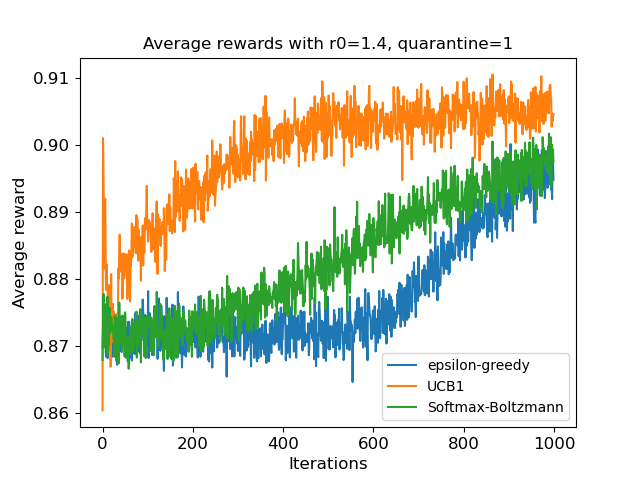 Average rewards with r0=1.4, quarantine=1
Average reward
0.91
0.90
0.89
0.88
0.87
0.86
0
200
400
600
800
1000
Iterations
epsilon-greedy
UCB1
Softmax-Boltzmann